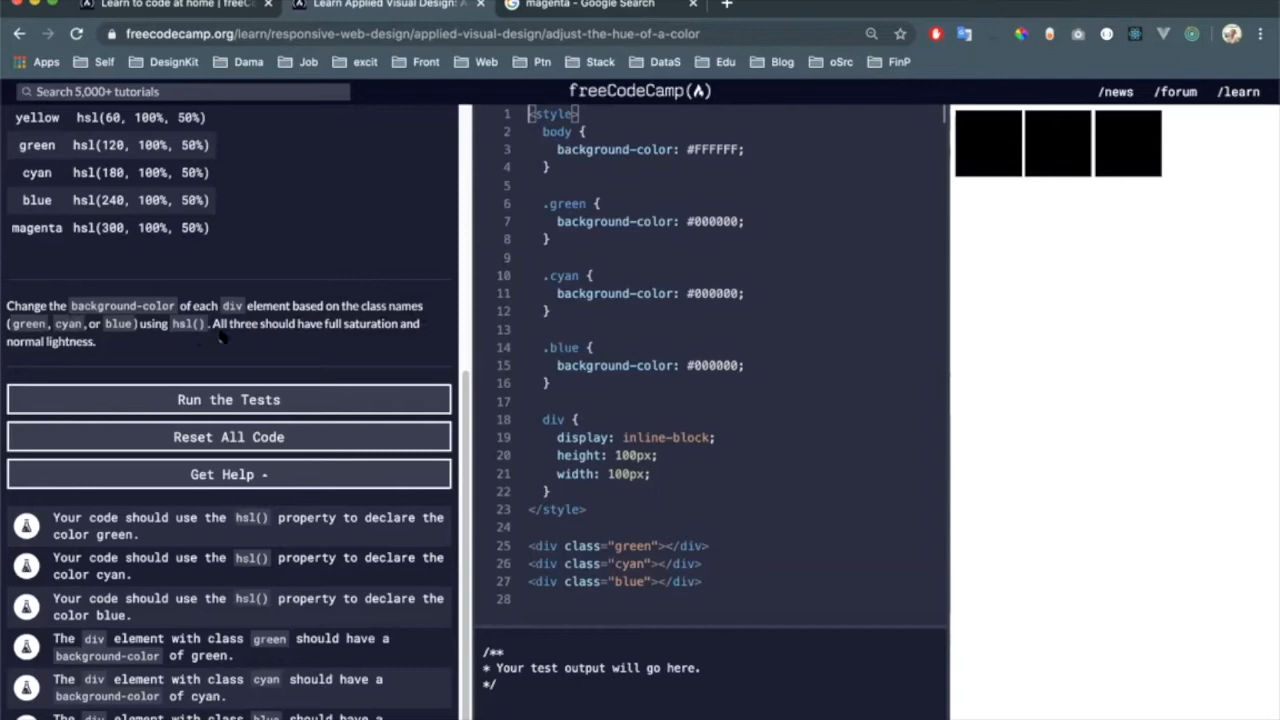 Learn to code at home | freeC
Learn Applied Visual Design: A
magenta - Google Search
freecodecamp.org/learn/responsive-web-design/applied-visual-design/adjust-the-hue-of-a-color
Apps Self DesignKit Dama Job excit Front Web Ptn Stack DataS Edu Blog oSrc FinP
Search 5,000+ tutorials
freeCodeCamp
/news /forum /learn
yellow hsl(60, 100%, 50%)
green hsl(120, 100%, 50%)
cyan hsl(180, 100%, 50%)
blue hsl(240, 100%, 50%)
magenta hsl(300, 100%, 50%)
Change the background-color of each div element based on the class names
(green, cyan, or blue) using hsl(). All three should have full saturation and
normal lightness.
Run the Tests
Reset All Code
Get Help
Your code should use the hsl() property to declare the
color green.
Your code should use the hsl() property to declare the
color cyan.
Your code should use the hsl() property to declare the
color blue.
The div element with class green should have a
background-color of green.
The div element with class cyan should have a
background-color of cyan.
The div element with class blue should have a
1 <style>
2 body {
3 background-color: #FFFFFF;
4 }
5
6 .green {
7 background-color: #000000;
8 }
9
10 .cyan {
11 background-color: #000000;
12 }
13
14 .blue {
15 background-color: #000000;
16 }
17
18 div {
19 display: inline-block;
20 height: 100px;
21 width: 100px;
22 }
23 </style>
24
25 <div class="green"></div>
26 <div class="cyan"></div>
27 <div class="blue"></div>
28
/**
* Your test output will go here.
*/